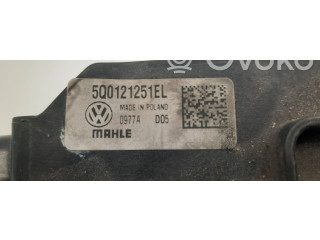 OVOKO
5Q0121251EL
MADE IN POLAND
0977A D05
MAHLE